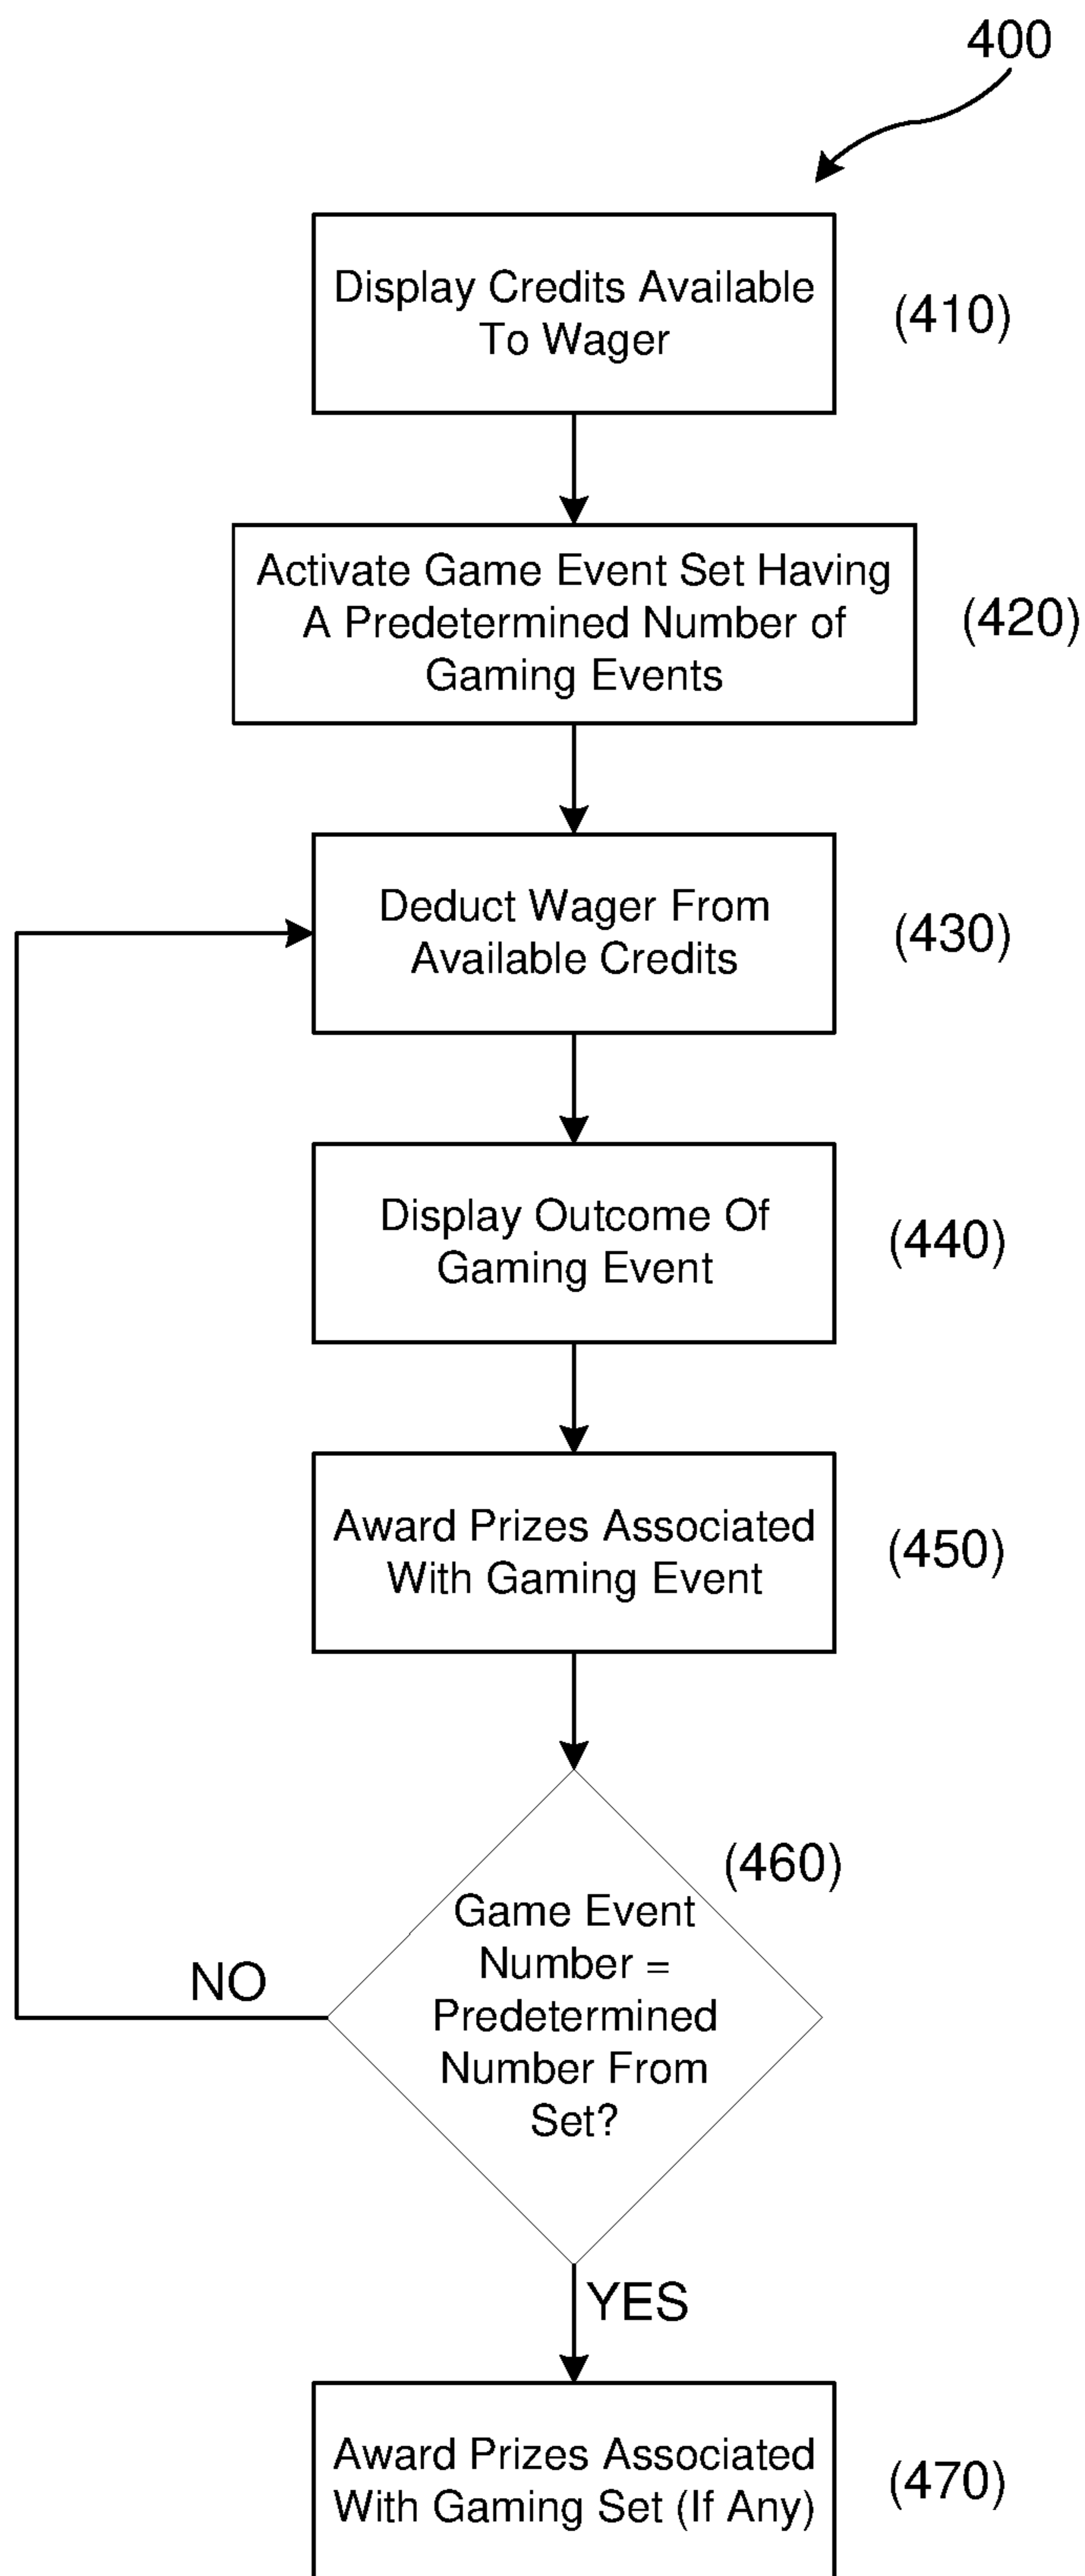 400
Display Credits Available
To Wager
(410)
Activate Game Event Set Having
A Predetermined Number of
Gaming Events
(420)
Deduct Wager From
Available Credits
(430)
Display Outcome Of
Gaming Event
(440)
Award Prizes Associated
With Gaming Event
(450)
(460)
Game Event
Number =
Predetermined
Number From
Set?
NO
YES
Award Prizes Associated
With Gaming Set (If Any)
(470)